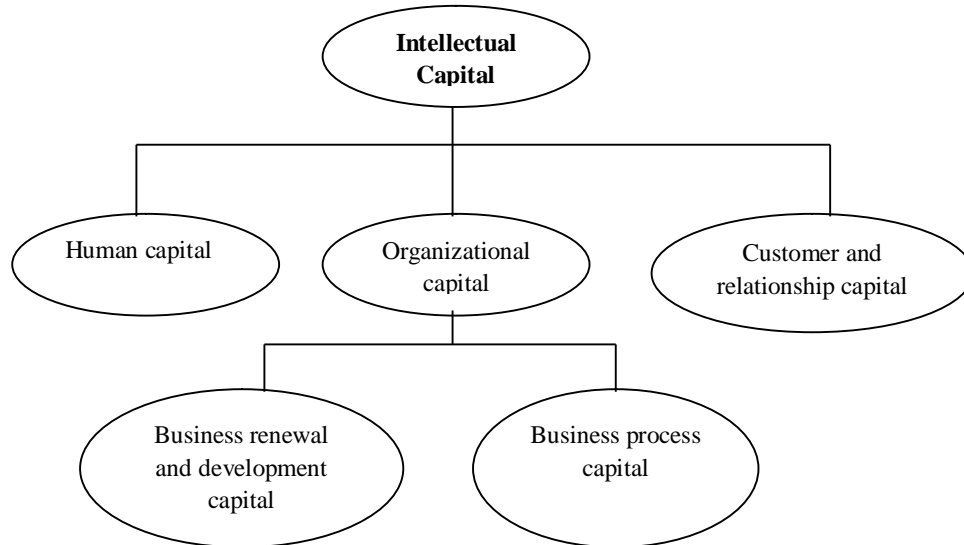 Intellectual
Capital
Human capital
Organizational
capital
Customer and
relationship capital
Business renewal
and development
capital
Business process
capital